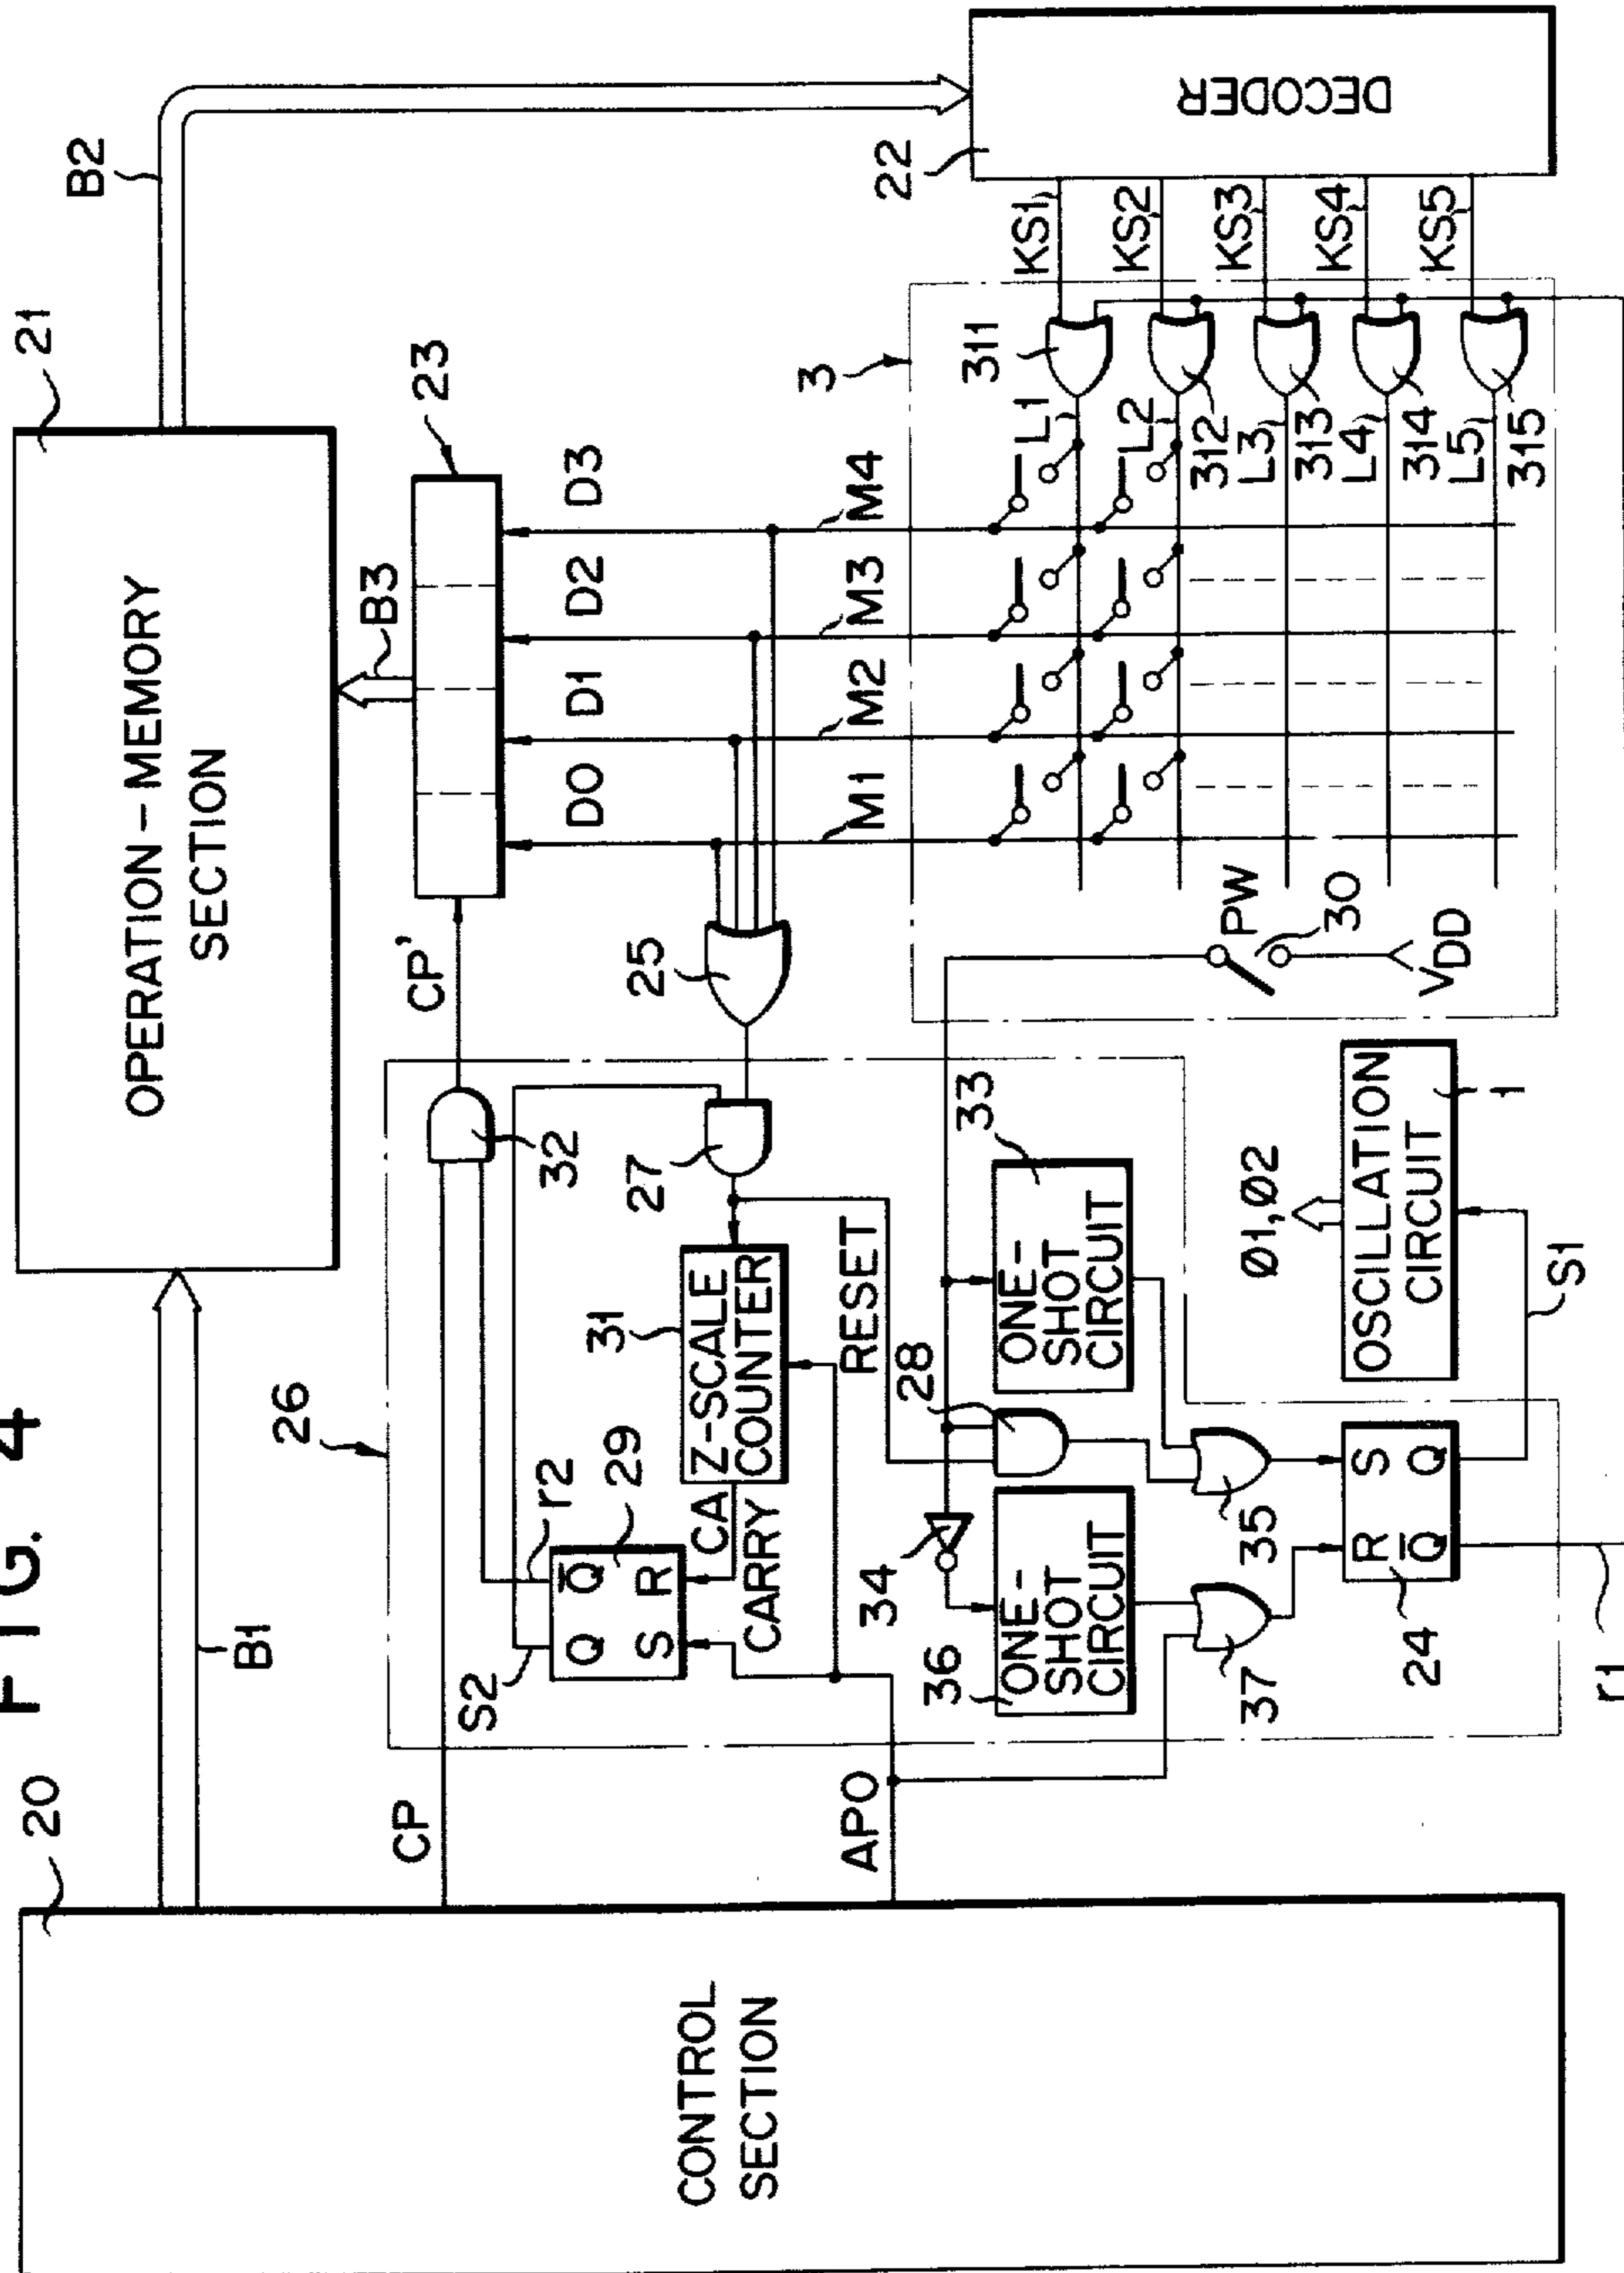 FIG. 4
20
CONTROL
SECTION
B1
CP
APO
21
OPERATION-MEMORY
SECTION
B2
B3
23
CP'
D0
D1
D2
D3
M1
M2
M3
M4
25
26
S2
r2
Q
Q̅
S
R
29
CA
CARRY
31
Z-SCALE
COUNTER
RESET
27
32
28
33
ONE-
SHOT
CIRCUIT
34
36
ONE-
SHOT
CIRCUIT
35
37
24
R
S
Q̅
Q
r1
S1
Ø1,Ø2
OSCILLATION
CIRCUIT
1
3
PW
30
VDD
311
L1
L2
312
L3
313
L4
314
L5
315
KS1
KS2
KS3
KS4
KS5
22
DECODER